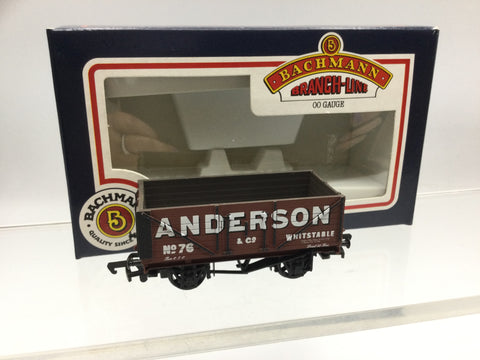 BACHMANN
BRANCH-LINE
OO GAUGE
BACHMANN
QUALITY SINCE
ANDERSON
& Co
No 76
WHITSTABLE